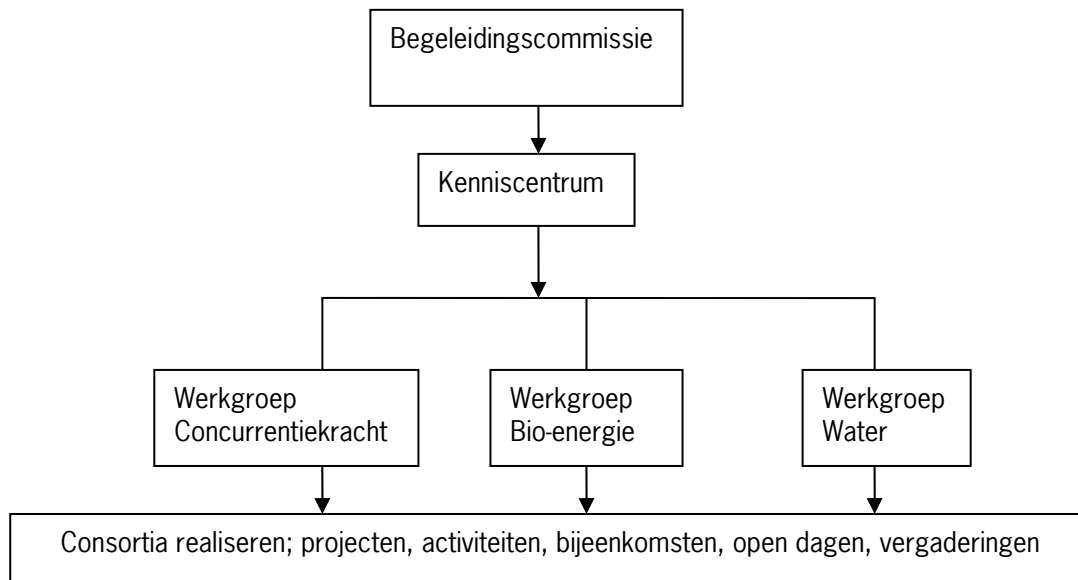 Begeleidingscommissie
Kenniscentrum
Werkgroep
Concurrentiekracht
Werkgroep
Bio-energie
Werkgroep
Water
Consortia realiseren; projecten, activiteiten, bijeenkomsten, open dagen, vergaderingen